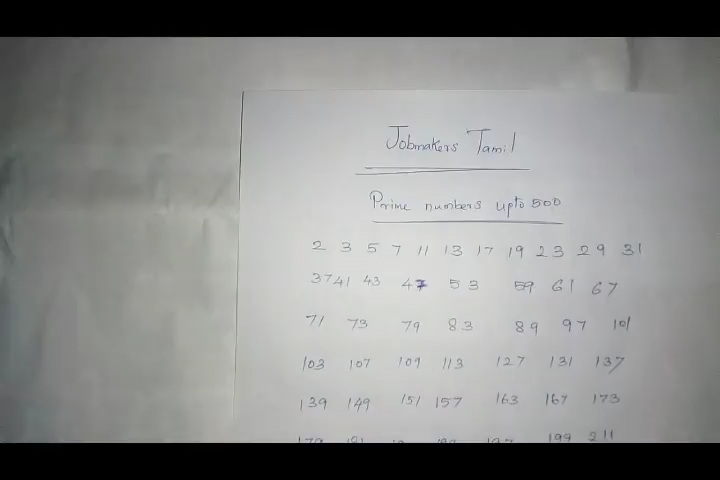 Jobmakers Tamil
Prime numbers upto 500
2 3 5 7 11 13 17 19 23 29 31
37 41 43 47 53 59 61 67
71 73 79 83 89 97 101
103 107 109 113 127 131 137
139 149 151 157 163 167 173
199 211